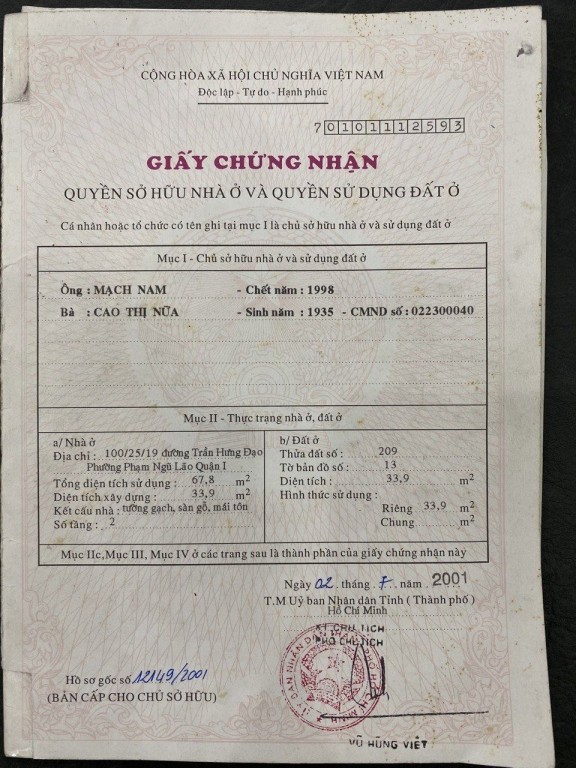 CỘNG HÒA XÃ HỘI CHỦ NGHĨA VIỆT NAM
Độc lập - Tự do - Hạnh phúc
70101112593
GIẤY CHỨNG NHẬN
QUYỀN SỞ HỮU NHÀ Ở VÀ QUYỀN SỬ DỤNG ĐẤT Ở
Cá nhân hoặc tổ chức có tên ghi tại mục I là chủ sở hữu nhà ở và sử dụng đất ở
Mục I - Chủ sở hữu nhà ở và sử dụng đất ở
Ông : MẠCH NAM - Chết năm : 1998
Bà : CAO THỊ NỮA - Sinh năm : 1935 - CMND số : 022300040
Mục II - Thực trạng nhà ở, đất ở
a/ Nhà ở
Địa chỉ : 100/25/19 đường Trần Hưng Đạo
Phường Phạm Ngũ Lão Quận I
Tổng diện tích sử dụng : 67,8 m2
Diện tích xây dựng : 33,9 m2
Kết cấu nhà : tường gạch, sàn gỗ, mái tôn
Số tầng : 2
b/ Đất ở
Thửa đất số : 209
Tờ bản đồ số : 13
Diện tích : 33,9 m2
Hình thức sử dụng :
Riêng 33,9 m2
Chung m2
Mục IIc, Mục III, Mục IV ở các trang sau là thành phần của giấy chứng nhận này
Ngày 02 tháng 7 năm 2001
T.M Uỷ ban Nhân dân Tỉnh ( Thành phố )
Hồ Chí Minh
KT CHỦ TỊCH
PHÓ CHỦ TỊCH
Hồ sơ gốc số 12149/2001
(BẢN CẤP CHO CHỦ SỞ HỮU)
VŨ HÙNG VIỆT